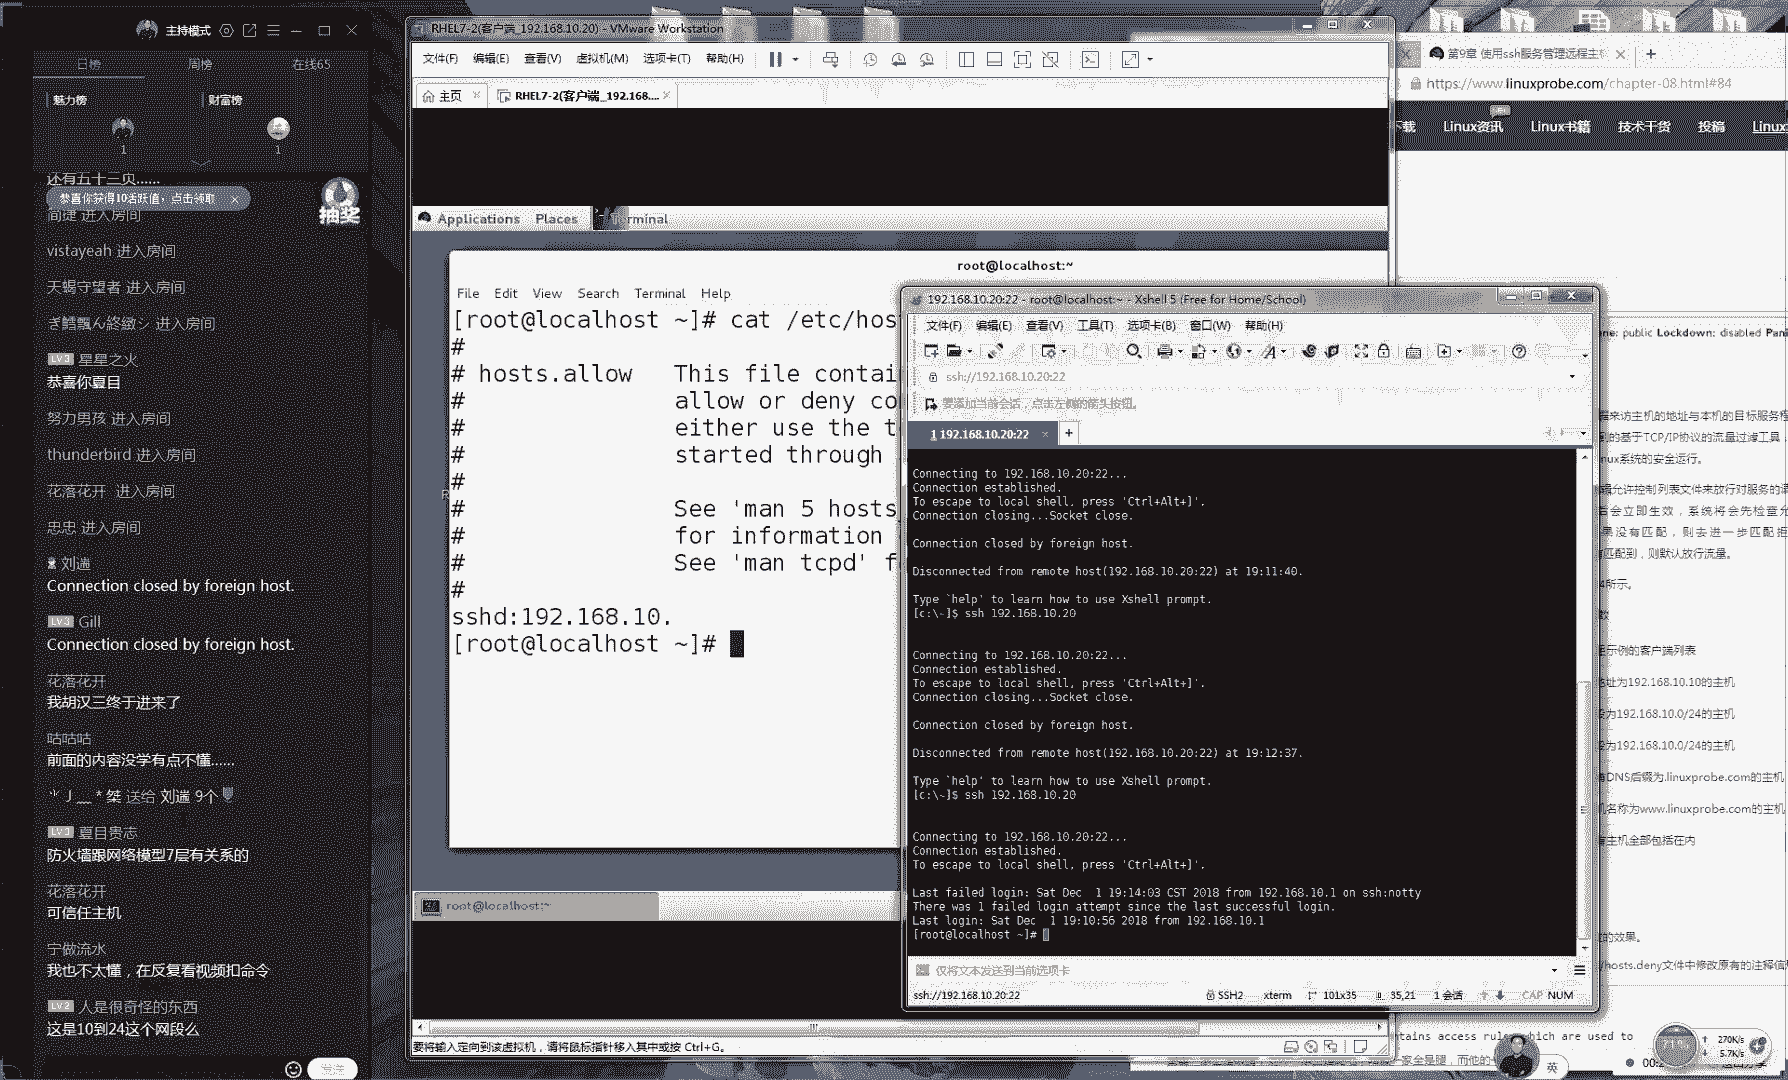 主持模式
日榜 周榜 在线65
魅力榜 财富榜
1 1
还有五十三页......
恭喜你获得10活跃值，点击领取
抽奖
简捷 进入房间
vistayeah 进入房间
天蝎守望者 进入房间
进入房间
LV3 星星之火
恭喜你夏目
努力男孩 进入房间
thunderbird 进入房间
花落花开 进入房间
忠忠 进入房间
刘遄
Connection closed by foreign host.
LV3 Gill
Connection closed by foreign host.
花落花开
我胡汉三终于进来了
咕咕咕
前面的内容没学有点不懂......
桀 送给 刘遄 9个
LV3 夏目贵志
防火墙跟网络模型7层有关系的
花落花开
可信任主机
宁做流水
我也不太懂，在反复看视频扣命令
LV2 人是很奇怪的东西
这是10到24这个网段么
发送
RHEL7-2(客户端_192.168.10.20) - VMware Workstation
文件(F) 编辑(E) 查看(V) 虚拟机(M) 选项卡(T) 帮助(H)
主页 RHEL7-2(客户端_192.168....
Applications Places Terminal
root@localhost:~
File Edit View Search Terminal Help
[root@localhost ~]# cat /etc/hos
#
# hosts.allow This file contai
# allow or deny co
# either use the t
# started through
#
# See 'man 5 hosts
# for information
# See 'man tcpd' f
#
sshd:192.168.10.
[root@localhost ~]#
root@localhost:~
要将输入定向到该虚拟机，请将鼠标指针移入其中或按 Ctrl+G。
192.168.10.20:22 - root@localhost:~ - Xshell 5 (Free for Home/School)
文件(F) 编辑(E) 查看(V) 工具(T) 选项卡(B) 窗口(W) 帮助(H)
ssh://192.168.10.20:22
要添加当前会话，点击左侧的箭头按钮。
1 192.168.10.20:22
Connecting to 192.168.10.20:22...
Connection established.
To escape to local shell, press 'Ctrl+Alt+]'.
Connection closing...Socket close.
Connection closed by foreign host.
Disconnected from remote host(192.168.10.20:22) at 19:11:40.
Type `help' to learn how to use Xshell prompt.
[c:\~]$ ssh 192.168.10.20
Connecting to 192.168.10.20:22...
Connection established.
To escape to local shell, press 'Ctrl+Alt+]'.
Connection closing...Socket close.
Connection closed by foreign host.
Disconnected from remote host(192.168.10.20:22) at 19:12:37.
Type `help' to learn how to use Xshell prompt.
[c:\~]$ ssh 192.168.10.20
Connecting to 192.168.10.20:22...
Connection established.
To escape to local shell, press 'Ctrl+Alt+]'.
Last failed login: Sat Dec 1 19:14:03 CST 2018 from 192.168.10.1 on ssh:notty
There was 1 failed login attempt since the last successful login.
Last login: Sat Dec 1 19:10:56 2018 from 192.168.10.1
[root@localhost ~]#
仅将文本发送到当前选项卡
ssh://192.168.10.20:22 SSH2 xterm 101x35 35,21 1 会话 CAP NUM
第9章 使用ssh服务管理远程主
https://www.linuxprobe.com/chapter-08.html#84
下载 Linux资讯 Linux书籍 技术干货 投稿 Linux
one: public Lockdown: disabled Pani
来访主机的地址与本机的目标服务程
的基于TCP/IP协议的流量过滤工具
nux系统的安全运行。
允许控制列表文件来放行对服务的请
会立即生效，系统将会先检查允
果没有匹配，则去进一步匹配拒
匹配到，则默认放行流量。
所示。
数
示例的客户端列表
址为192.168.10.10的主机
为192.168.10.0/24的主机
为192.168.10.0/24的主机
DNS后缀为.linuxprobe.com的主机
名称为www.linuxprobe.com的主机
主机全部包括在内
的效果。
/hosts.deny文件中修改原有的注释信
ntains access rules which are used to
71% 270K/s
5.7K/s
英